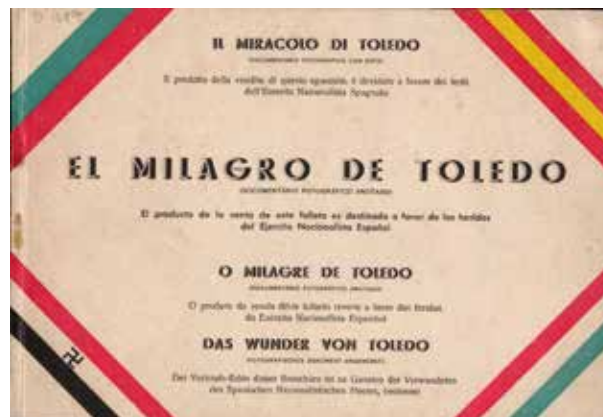 IL MIRACOLO DI TOLEDO
Il prodotto della vendita di questo opuscolo è devoluto a favore dei feriti
dell'Esercito Nazionalista Spagnolo
EL MILAGRO DE TOLEDO
DOCUMENTARIO FOTOGRAFICO ANOTADO
El producto de la venta de este folleto es destinado a favor de los heridos
del Ejercito Nacionalista Español
O MILAGRE DE TOLEDO
O produto da venda dêste folheto reverte a favor dos feridos
do Exercito Nacionalista Espanhol
DAS WUNDER VON TOLEDO
Der Verkaufs-Erlös dieser Broschüre ist zu Gunsten der Verwundeten
des Spanischen Nationalistischen Heeres,